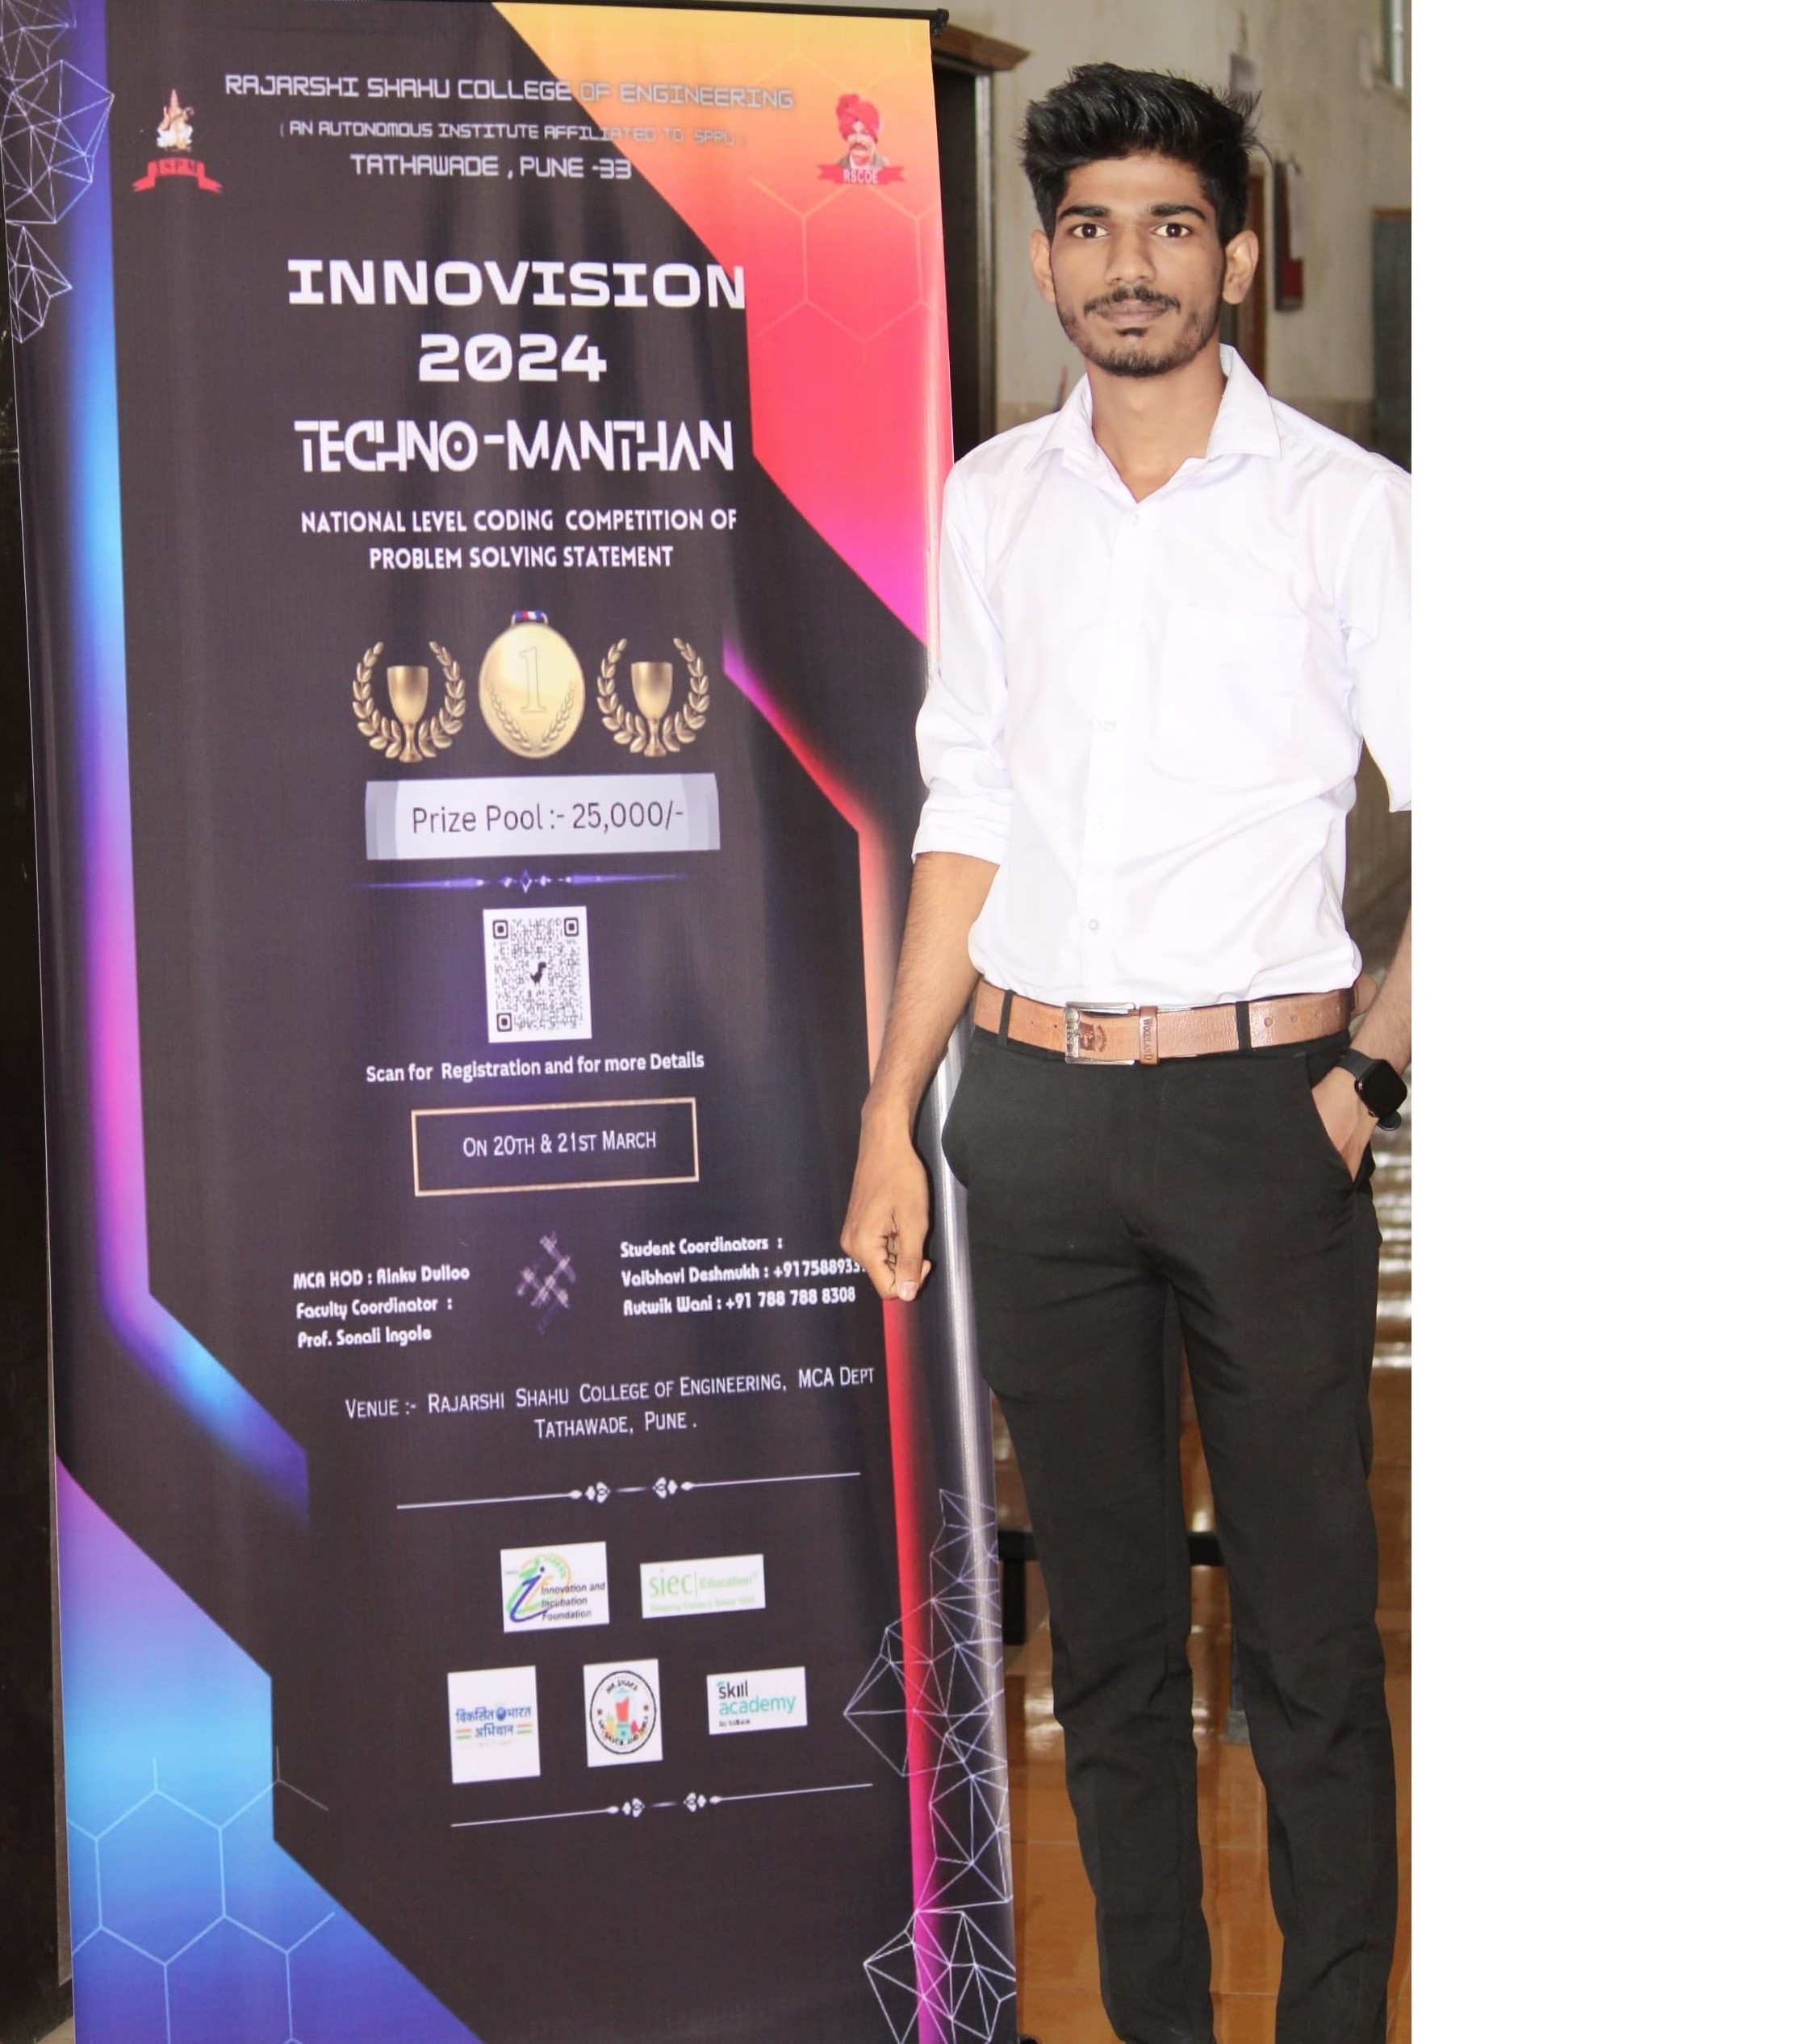 RAJARSHI SHAHU COLLEGE OF ENGINEERING
( AN AUTONOMOUS INSTITUTE AFFILIATED TO SPPU )
TATHAWADE , PUNE -33
SPM
RSCOE
INNOVISION
2024
TECHNO-MANTHAN
NATIONAL LEVEL CODING COMPETITION OF
PROBLEM SOLVING STATEMENT
1
Prize Pool :- 25,000/-
Scan for Registration and for more Details
ON 20TH & 21ST MARCH
MCA HOD : Rinku Dulloo
Faculty Coordinator :
Prof. Sonali Ingole
Student Coordinators :
Vaibhavi Deshmukh : +917588933
Rutwik Wani : +91 788 788 8308
VENUE :- RAJARSHI SHAHU COLLEGE OF ENGINEERING, MCA DEPT
TATHAWADE, PUNE .
Innovation and
Incubation
Foundation
siec Education
विकसित भारत
अभियान
skill
academy
WOODLAND